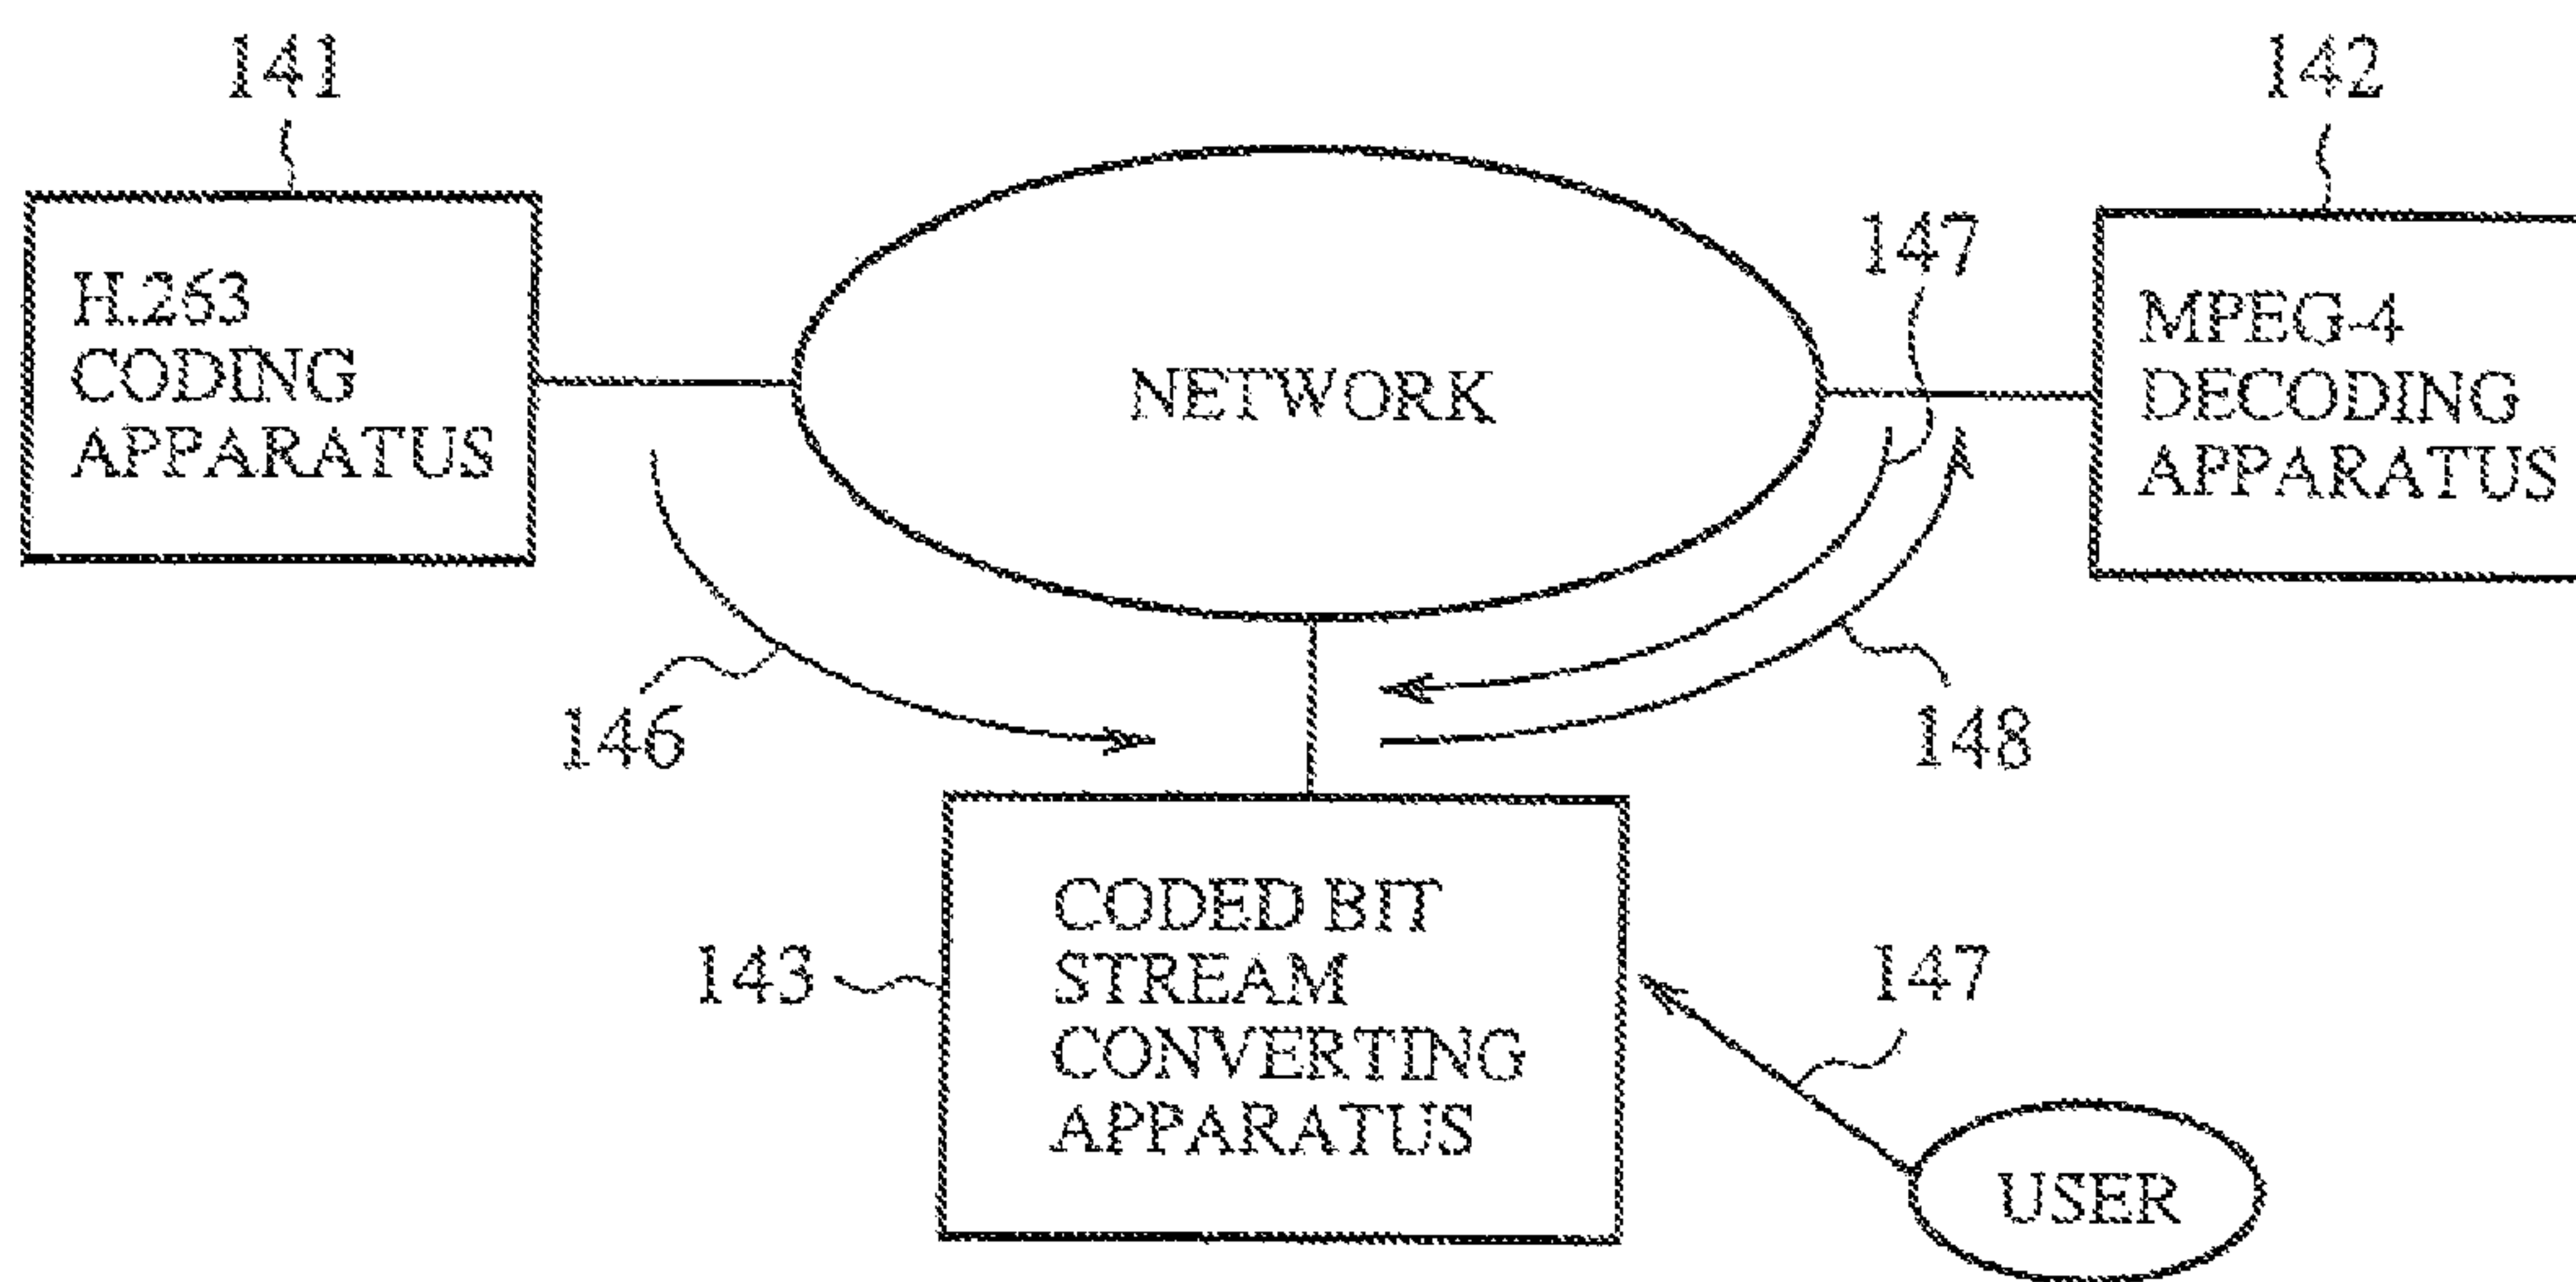 141
142
H.263
CODING
APPARATUS
NETWORK
147
MPEG-4
DECODING
APPARATUS
146
148
143
CODED BIT
STREAM
CONVERTING
APPARATUS
147
USER